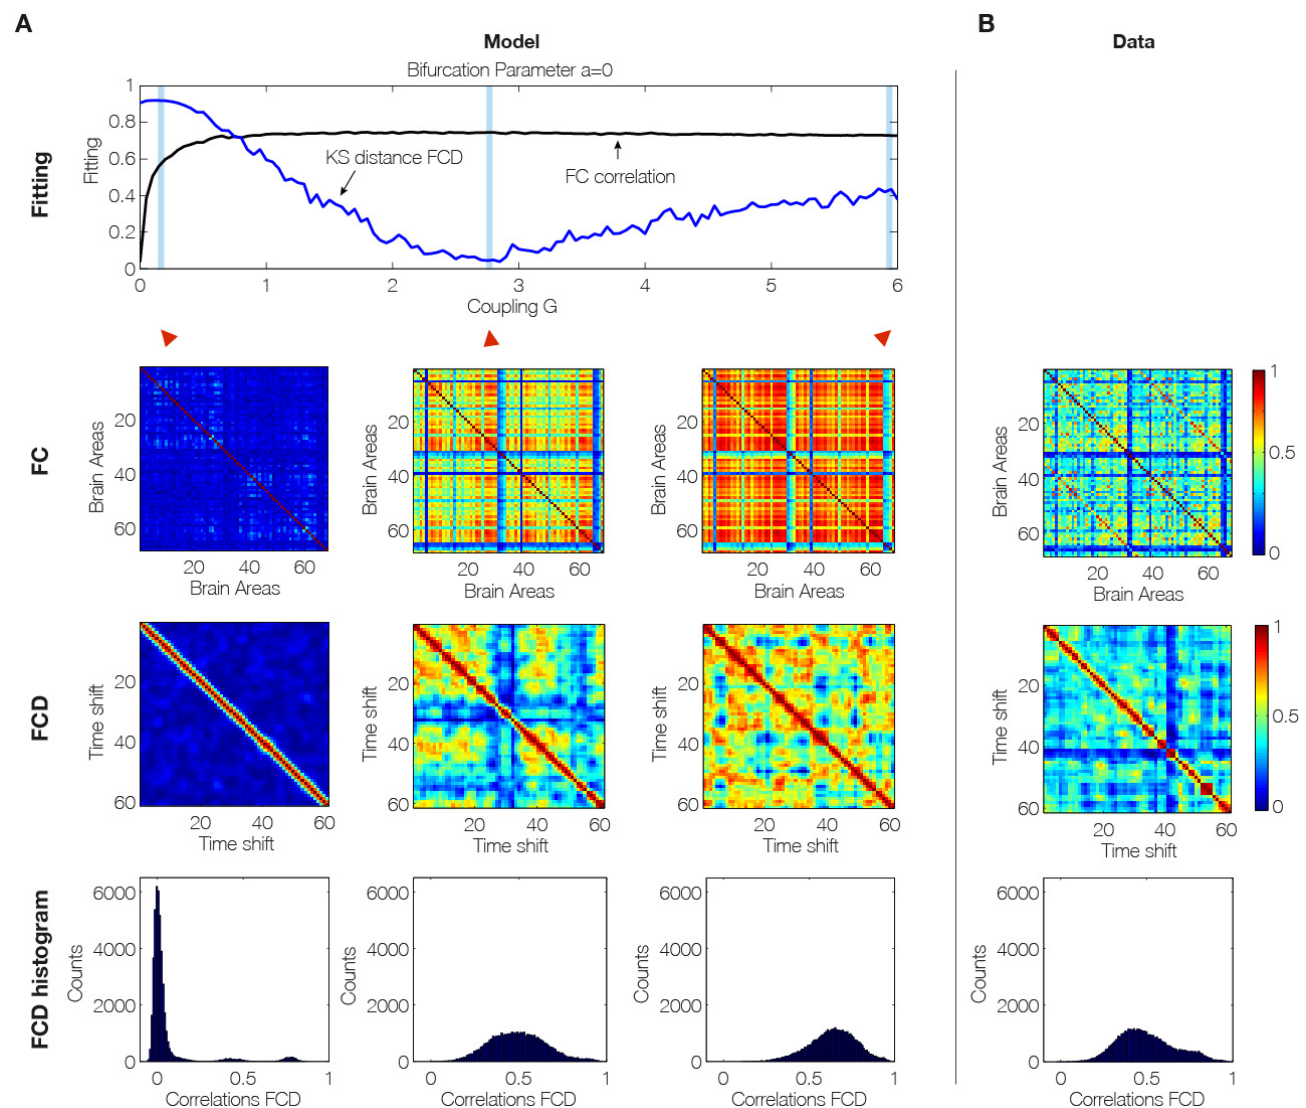 A
B
Model
Data
Bifurcation Parameter a=0
Fitting
Fitting
1
0.8
0.6
0.4
0.2
0
KS distance FCD
FC correlation
0 1 2 3 4 5 6
Coupling G
FC
Brain Areas
20
40
60
20 40 60
Brain Areas
Brain Areas
20
40
60
20 40 60
Brain Areas
Brain Areas
20
40
60
20 40 60
Brain Areas
Brain Areas
20
40
60
20 40 60
Brain Areas
1
0.5
0
FCD
Time shift
20
40
60
20 40 60
Time shift
Time shift
20
40
60
20 40 60
Time shift
Time shift
20
40
60
20 40 60
Time shift
Time shift
20
40
60
20 40 60
Time shift
1
0.5
0
FCD histogram
Counts
6000
4000
2000
0
0 0.5 1
Correlations FCD
Counts
6000
4000
2000
0
0 0.5 1
Correlations FCD
Counts
6000
4000
2000
0
0 0.5 1
Correlations FCD
Counts
6000
4000
2000
0
0 0.5 1
Correlations FCD